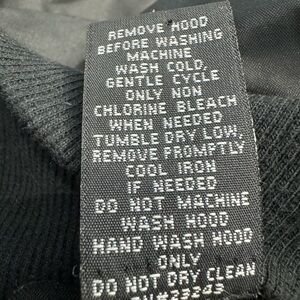 REMOVE HOOD
BEFORE WASHING
MACHINE
WASH COLD,
GENTLE CYCLE
ONLY NON
CHLORINE BLEACH
WHEN NEEDED
TUMBLE DRY LOW,
REMOVE PROMPTLY
COOL IRON
IF NEEDED
DO NOT MACHINE
WASH HOOD
HAND WASH HOOD
ONLY
DO NOT DRY CLEAN